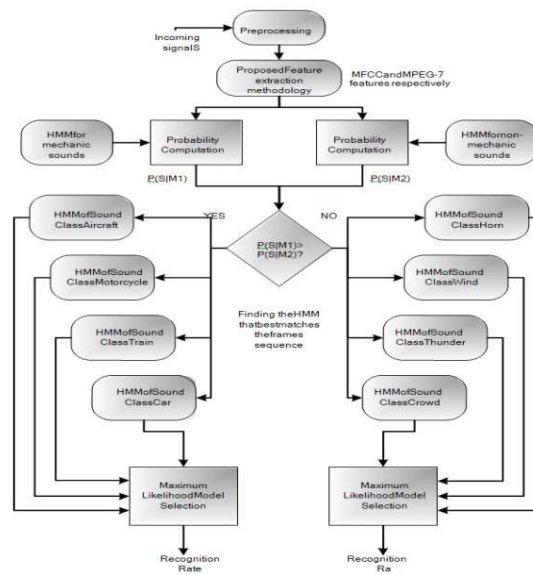 Preprocessing
Incoming
signalS
ProposedFeature
extraction
methodology
MFCCandMPEG-7
features respectively
HMMfor
mechanic
sounds
Probability
Computation
Probability
Computation
HMMfornon-
mechanic
sounds
P(S|M1)
P(S|M2)
HMMofSound
ClassAircraft
YES
P(S|M1)>
P(S|M2)?
NO
HMMofSound
ClassHorn
HMMofSound
ClassMotorcycle
HMMofSound
ClassWind
Finding theHMM
thatbestmatches
theframes
sequence
HMMofSound
ClassTrain
HMMofSound
ClassThunder
HMMofSound
ClassCar
HMMofSound
ClassCrowd
Maximum
LikelihoodModel
Selection
Maximum
LikelihoodModel
Selection
Recognition
Rate
Recognition
Ra